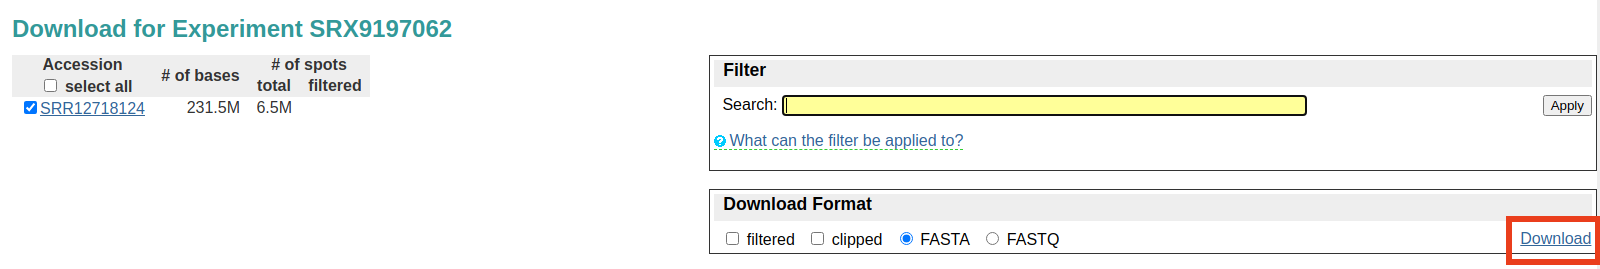 Download for Experiment SRX9197062
Accession # of bases # of spots
select all total filtered
SRR12718124 231.5M 6.5M
Filter
Search: Apply
? What can the filter be applied to?
Download Format
filtered clipped FASTA FASTQ Download